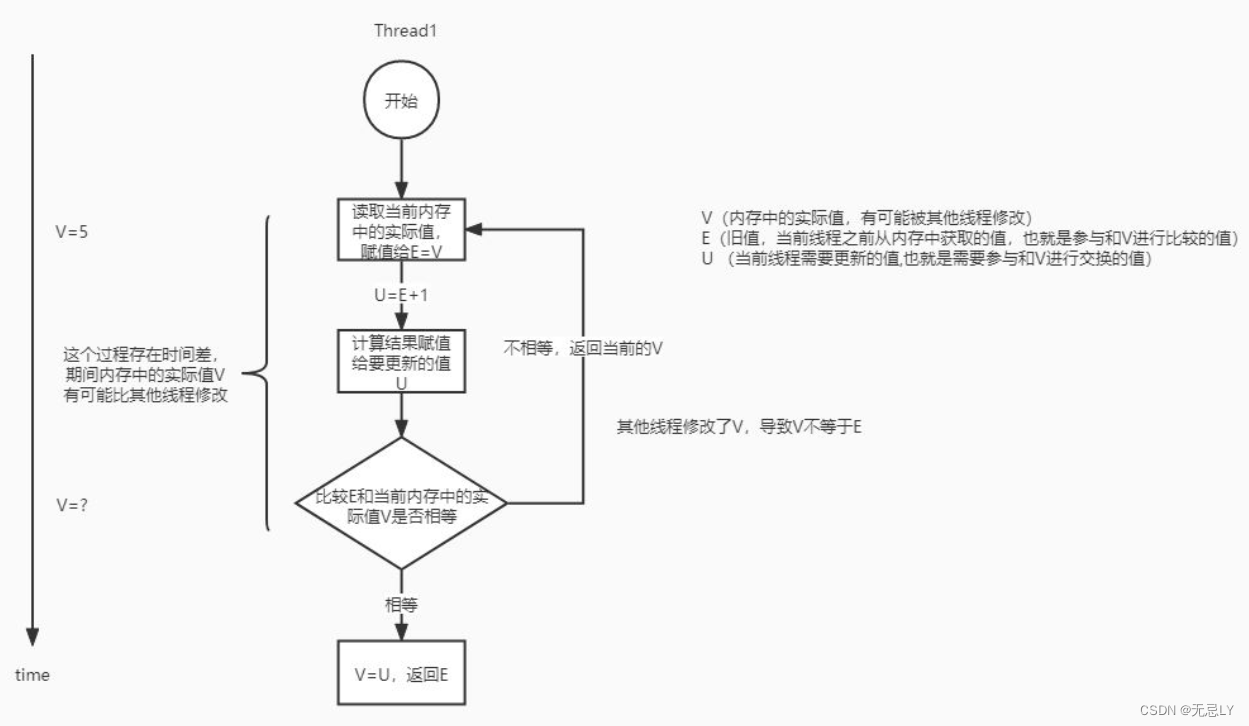 Thread1
开始
V=5
读取当前内存
中的实际值，
赋值给E=V
V（内存中的实际值，有可能被其他线程修改）
E（旧值，当前线程之前从内存中获取的值，也就是参与和V进行比较的值）
U （当前线程需要更新的值,也就是需要参与和V进行交换的值）
U=E+1
这个过程存在时间差，
期间内存中的实际值V
有可能比其他线程修改
计算结果赋值
给要更新的值
U
不相等，返回当前的V
其他线程修改了V，导致V不等于E
V=?
比较E和当前内存中的实
际值V是否相等
相等
V=U，返回E
time
CSDN @无忌LY